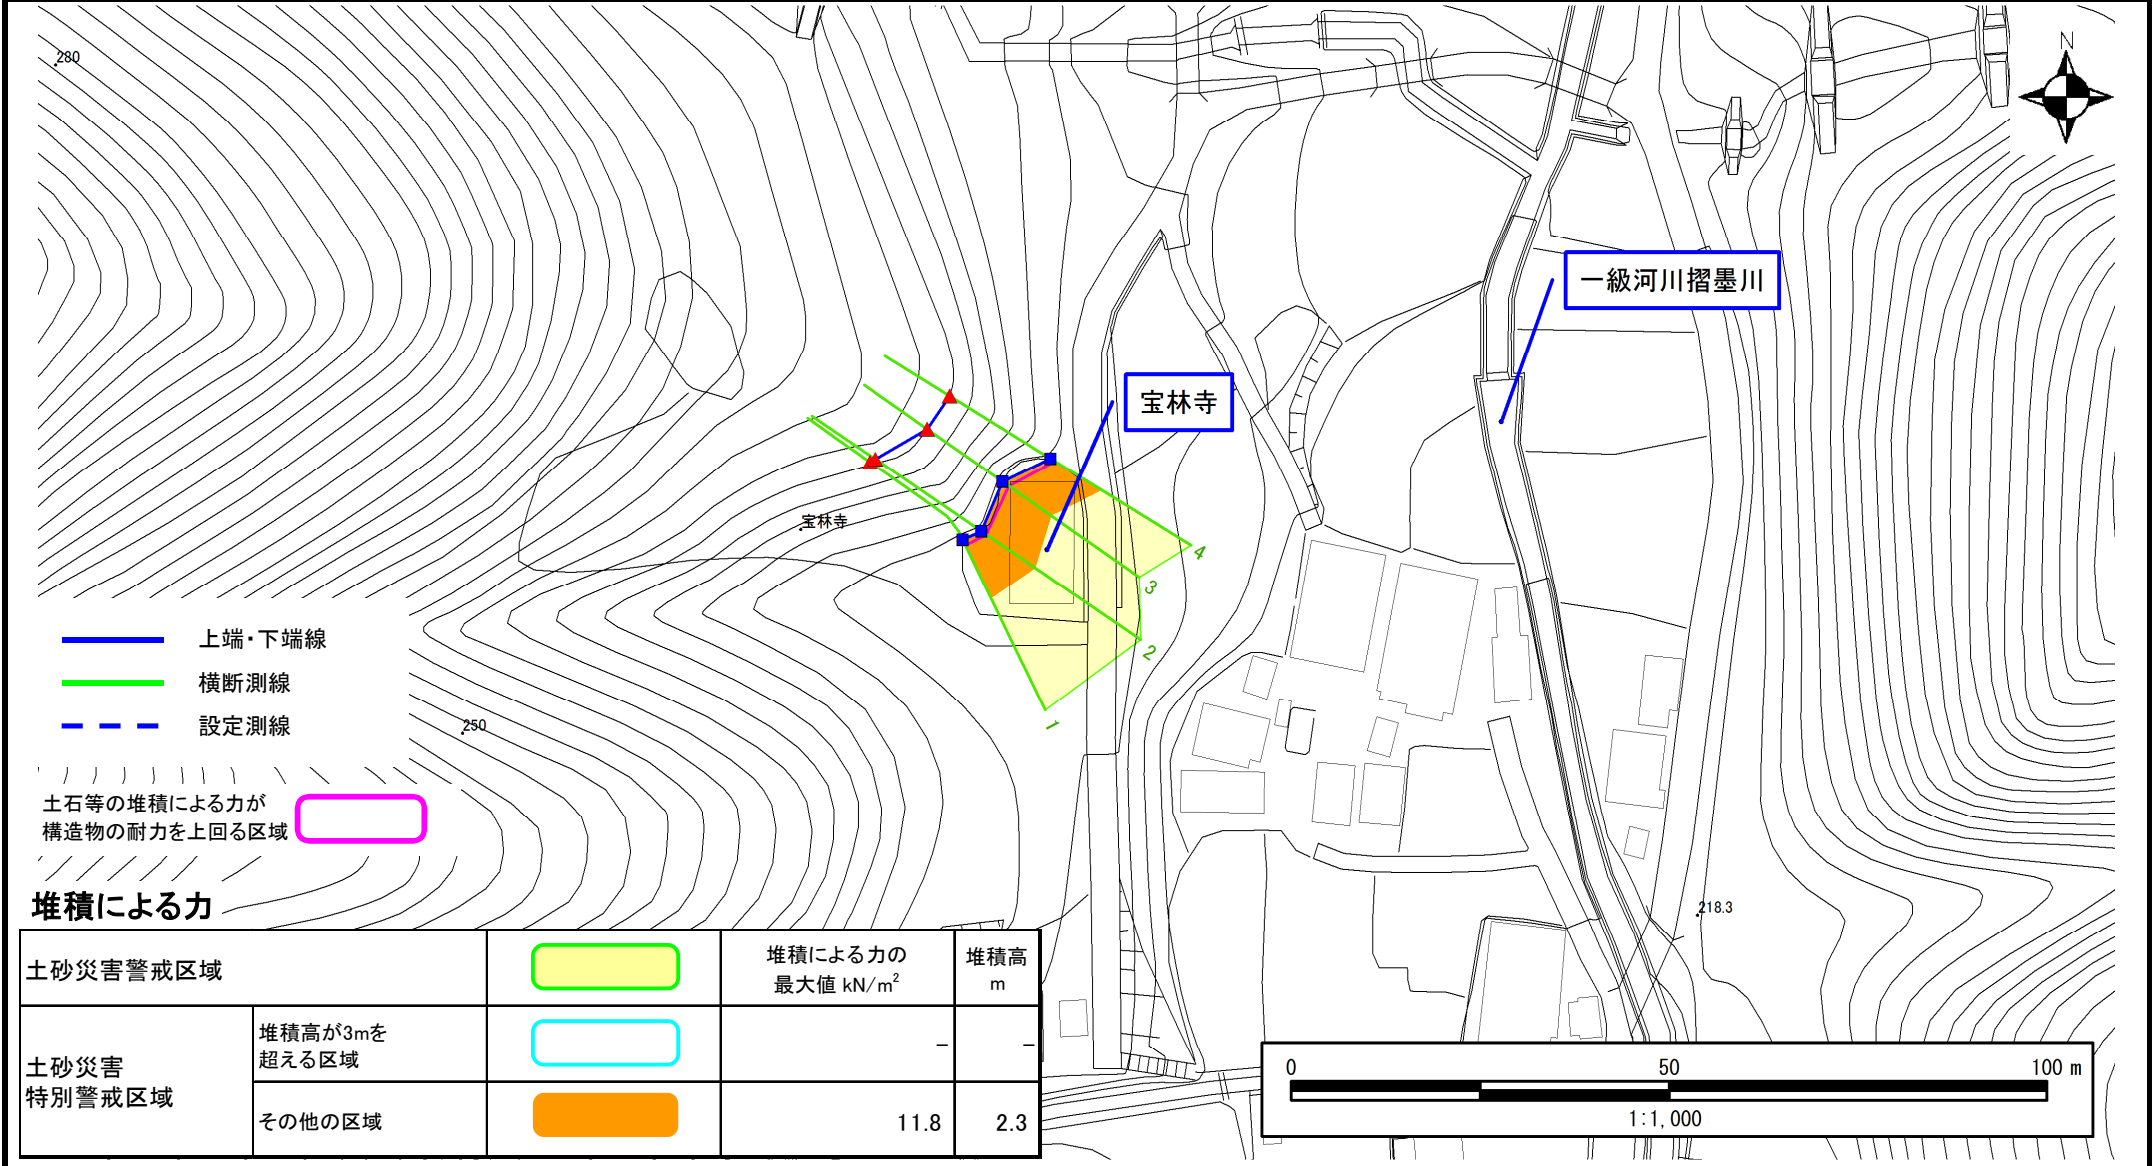 280
N
一級河川摺墨川
宝林寺
宝林寺
4
3
2
1
上端・下端線
横断測線
設定測線
250
土石等の堆積による力が
構造物の耐力を上回る区域
堆積による力
218.3
土砂災害警戒区域
堆積による力の
最大値 kN/m²
堆積高
m
土砂災害
特別警戒区域
堆積高が3mを
超える区域
－
－
その他の区域
11.8
2.3
0 50 100 m
1:1,000